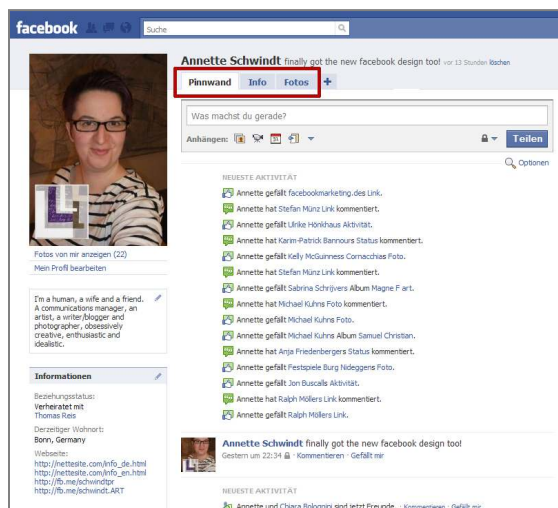 facebook
Suche
Annette Schwindt finally got the new facebook design too! vor 13 Stunden löschen
Pinnwand Info Fotos +
Was machst du gerade?
Anhängen: 31 Teilen
Optionen
NEUESTE AKTIVITÄT
Annette gefällt facebookmarketing.des Link.
Annette hat Stefan Münz Link kommentiert.
Annette gefällt Ulrike Hönkhaus Aktivität.
Annette hat Karim-Patrick Bannours Status kommentiert.
Annette gefällt Kelly McGuinness Cornacchias Foto.
Annette hat Stefan Münz Link kommentiert.
Annette gefällt Sabrina Schrijvers Album Magne F art.
Annette hat Michael Kuhns Foto kommentiert.
Annette gefällt Michael Kuhns Foto.
Annette gefällt Michael Kuhns Album Samuel Christian.
Annette hat Anja Friedenbergers Status kommentiert.
Annette gefällt Festspiele Burg Nideggens Foto.
Annette gefällt Jon Buscalls Aktivität.
Annette hat Ralph Möllers Link kommentiert.
Annette gefällt Ralph Möllers Link.
Annette Schwindt finally got the new facebook design too!
Gestern um 22:34 · Kommentieren · Gefällt mir
NEUESTE AKTIVITÄT
Annette und Chiara Bolognini sind jetzt Freunde. · Kommentieren · Gefällt mir
Fotos von mir anzeigen (22)
Mein Profil bearbeiten
I'm a human, a wife and a friend.
A communications manager, an
artist, a writer/blogger and
photographer, obsessively
creative, enthusiastic and
idealistic.
Informationen
Beziehungsstatus:
Verheiratet mit
Thomas Reis
Derzeitiger Wohnort:
Bonn, Germany
Webseite:
http://nettesite.com/info_de.html
http://nettesite.com/info_en.html
http://fb.me/schwindtpr
http://fb.me/schwindt.ART